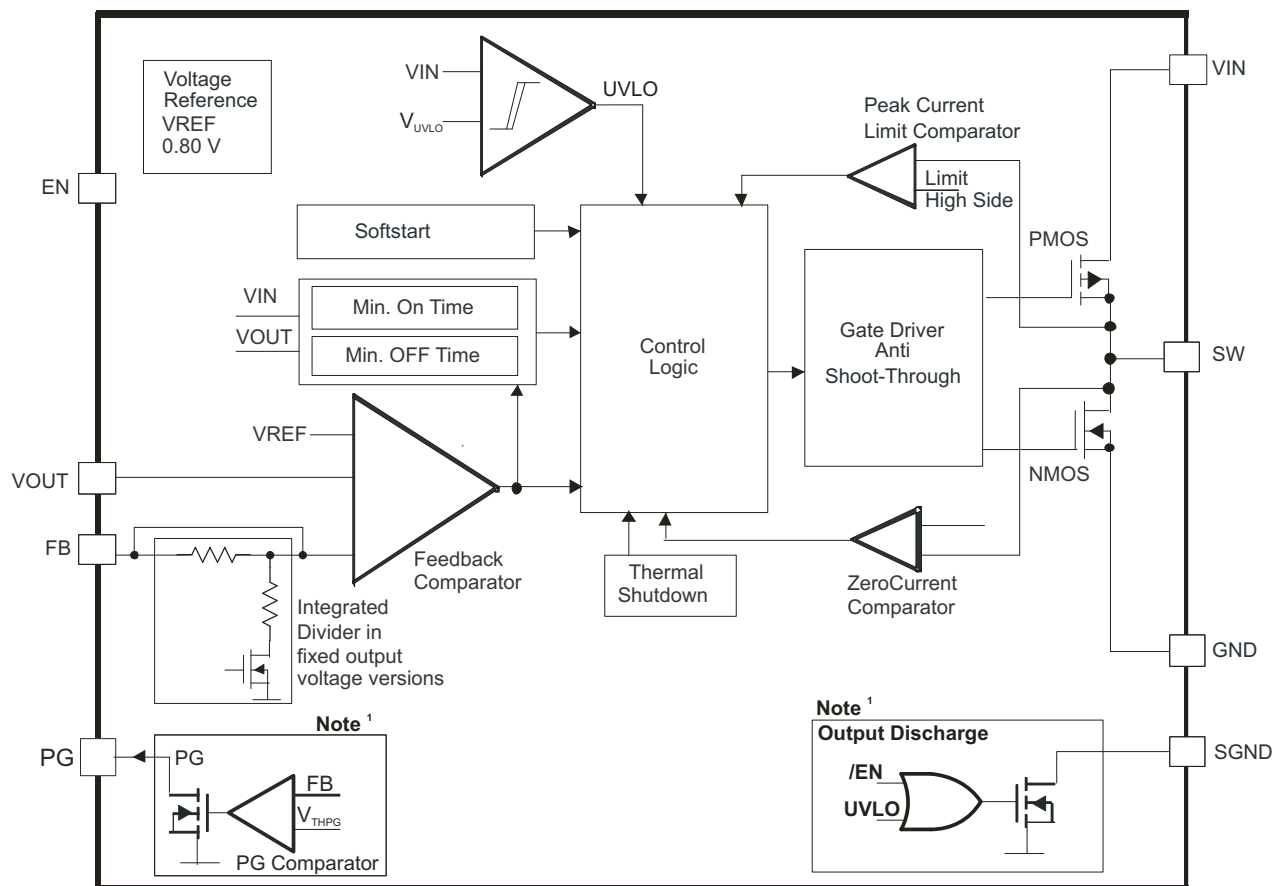 Voltage
Reference
VREF
0.80 V
VIN
V UVLO
UVLO
Peak Current
Limit Comparator
Limit
High Side
VIN
EN
Softstart
PMOS
VIN
VOUT
Min. On Time
Min. OFF Time
Control
Logic
Gate Driver
Anti
Shoot-Through
SW
VREF
VOUT
NMOS
FB
Feedback
Comparator
Thermal
Shutdown
ZeroCurrent
Comparator
Integrated
Divider in
fixed output
voltage versions
GND
Note ¹
PG
PG
FB
V THPG
PG Comparator
Note ¹
Output Discharge
/EN
UVLO
SGND